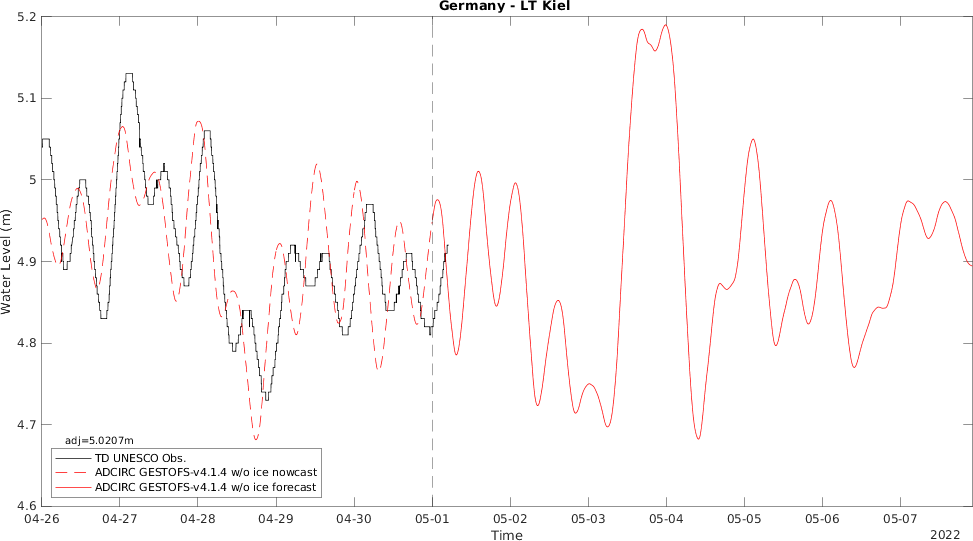 Germany - LT Kiel
5.2
5.1
5
4.9
4.8
4.7
4.6
Water Level (m)
adj=5.0207m
TD UNESCO Obs.
ADCIRC GESTOFS-v4.1.4 w/o ice nowcast
ADCIRC GESTOFS-v4.1.4 w/o ice forecast
04-26 04-27 04-28 04-29 04-30 05-01 05-02 05-03 05-04 05-05 05-06 05-07
Time
2022